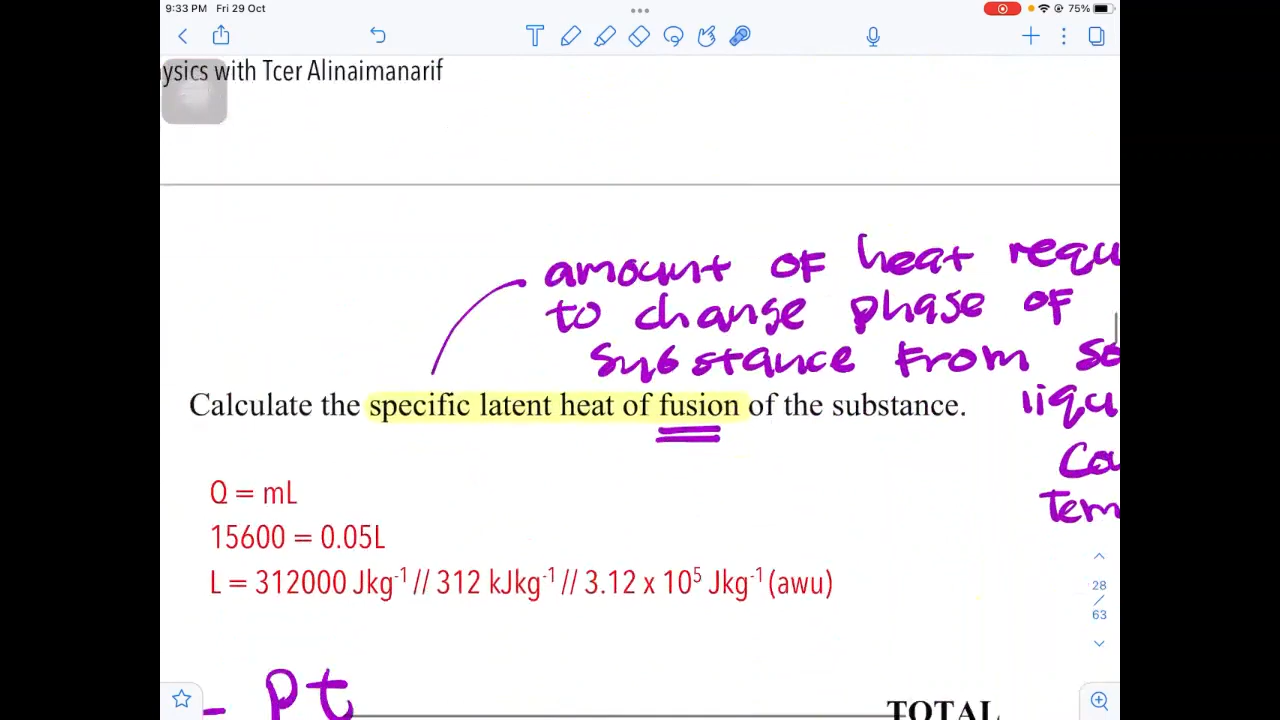 9:33 PM Fri 29 Oct
75%
ysics with Tcer Alinaimanarif
amount of heat requ
to change phase of
substance from so
liqu
Calculate the specific latent heat of fusion of the substance.
Co
Tem
Q = mL
15600 = 0.05L
L = 312000 Jkg⁻¹ // 312 kJkg⁻¹ // 3.12 x 10⁵ Jkg⁻¹ (awu)
28
/
63
- Pt
TOTAL